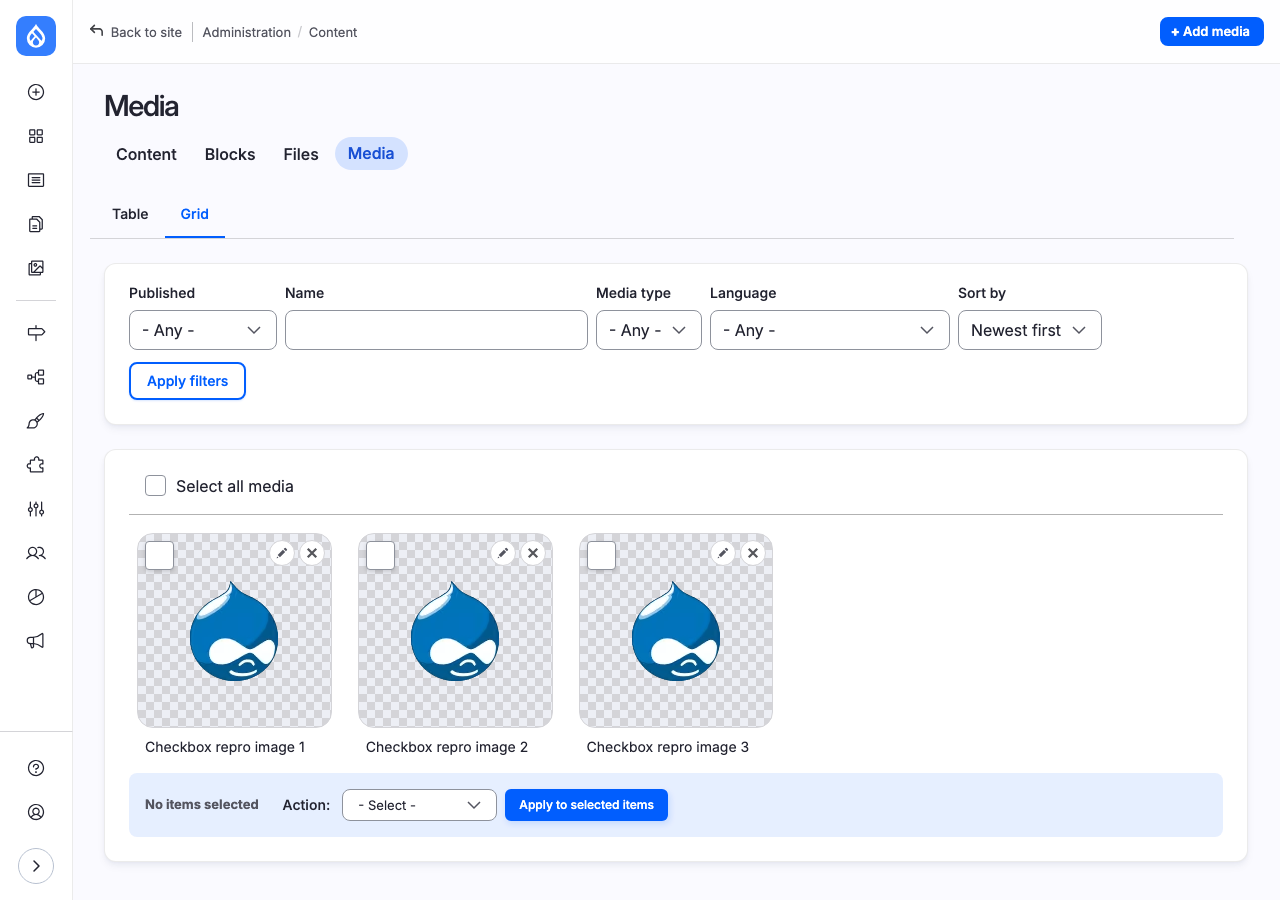 Back to site Administration / Content
+ Add media
Media
Content Blocks Files Media
Table Grid
Published Name Media type Language Sort by
- Any - - Any - - Any - Newest first
Apply filters
Select all media
Checkbox repro image 1 Checkbox repro image 2 Checkbox repro image 3
No items selected Action: - Select - Apply to selected items